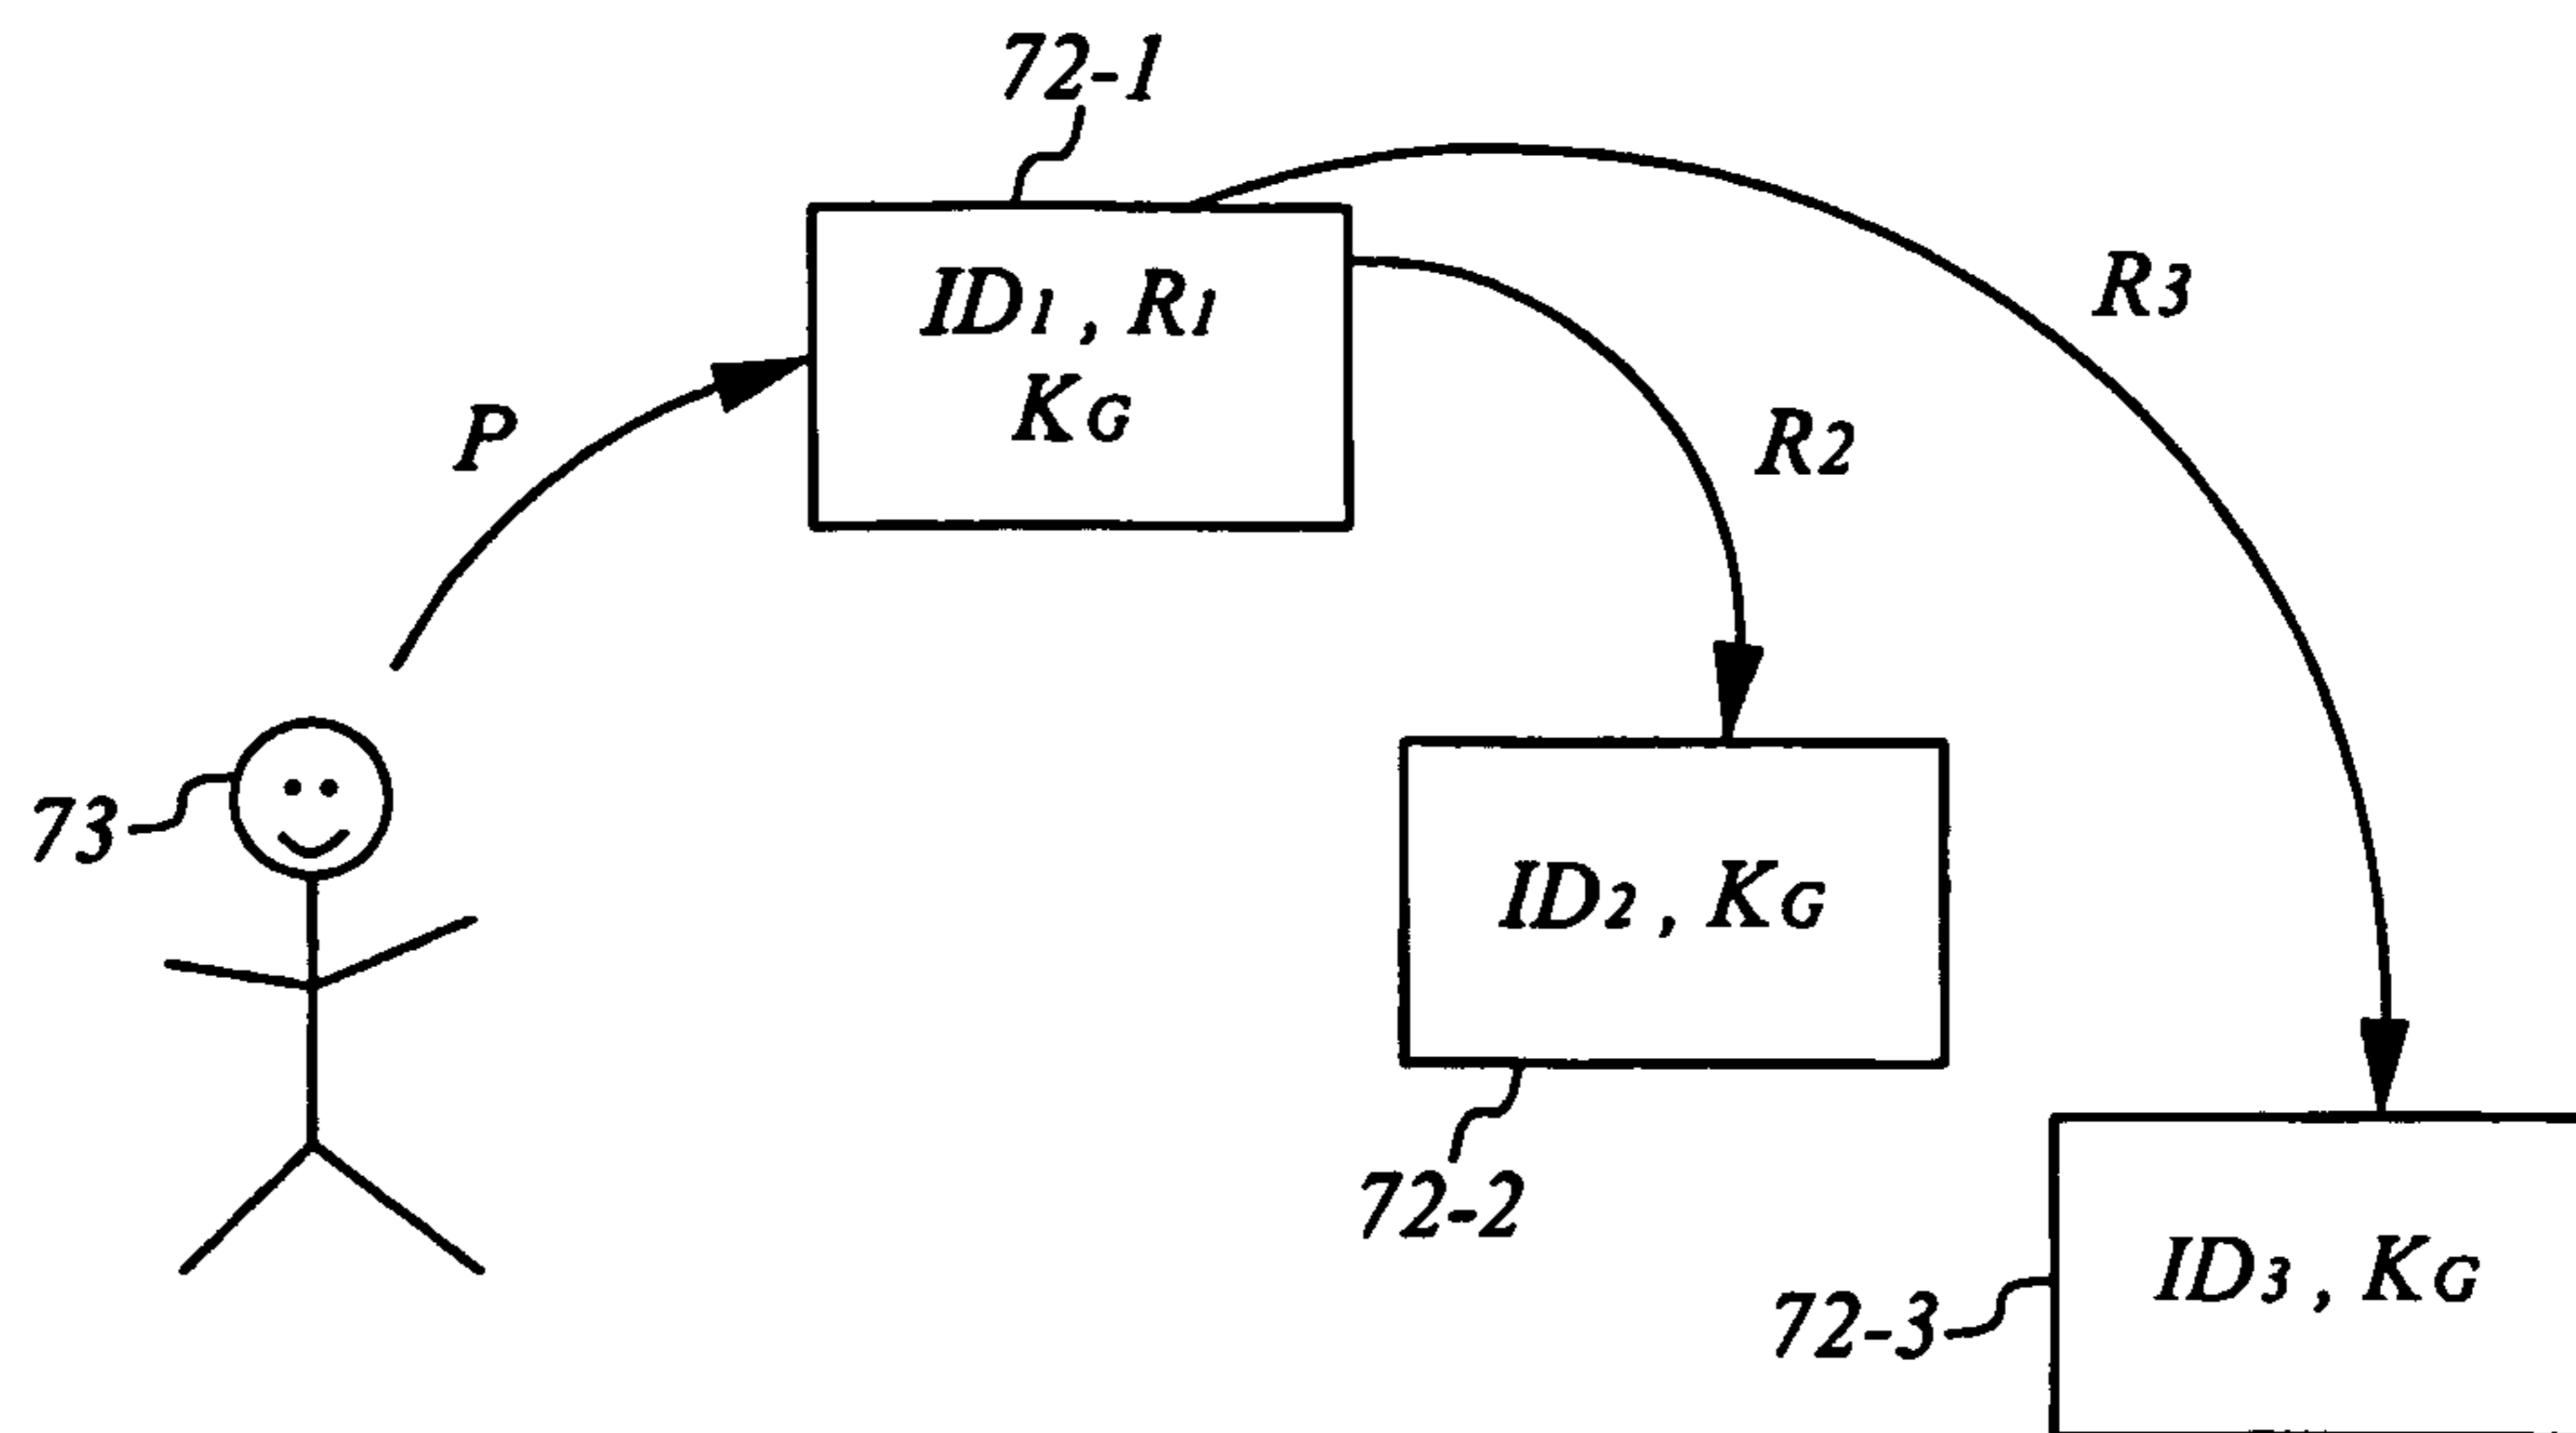 72-1
ID1 , R1
KG
P
R2
R3
73
ID2 , KG
72-2
ID3 , KG
72-3